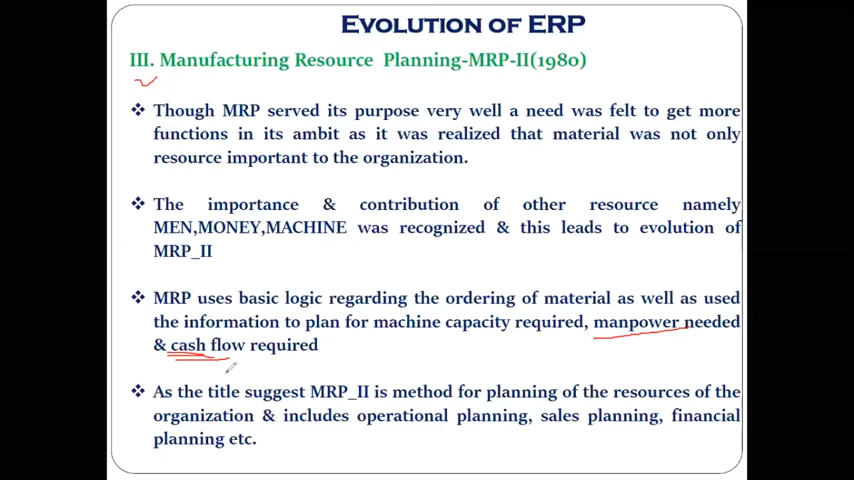 EVOLUTION OF ERP
III. Manufacturing Resource Planning-MRP-II(1980)
❖ Though MRP served its purpose very well a need was felt to get more
functions in its ambit as it was realized that material was not only
resource important to the organization.
❖ The importance & contribution of other resource namely
MEN,MONEY,MACHINE was recognized & this leads to evolution of
MRP_II
❖ MRP uses basic logic regarding the ordering of material as well as used
the information to plan for machine capacity required, manpower needed
& cash flow required
❖ As the title suggest MRP_II is method for planning of the resources of the
organization & includes operational planning, sales planning, financial
planning etc.